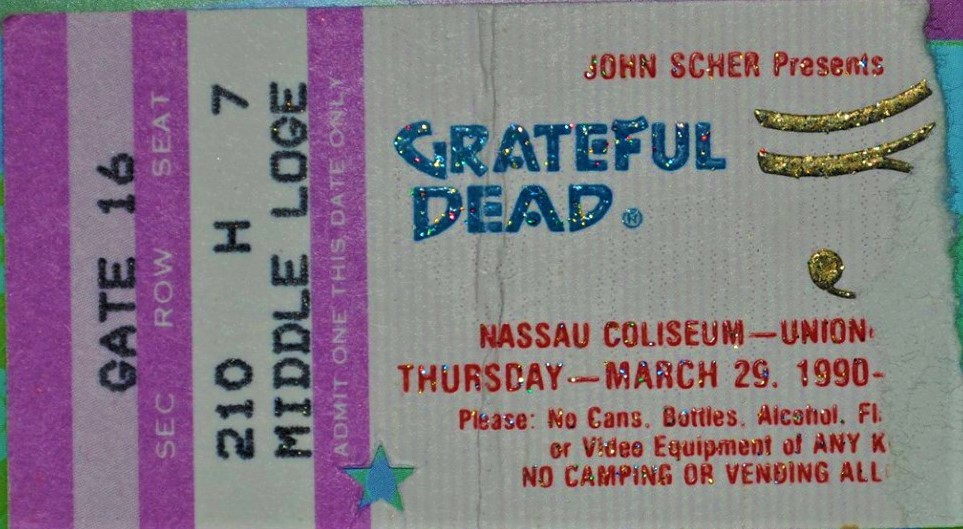 JOHN SCHER Presents
GRATEFUL
DEAD®
NASSAU COLISEUM—UNION
THURSDAY—MARCH 29. 1990-
Please: No Cans, Bottles, Alcohol, Fl
or Video Equipment of ANY K
NO CAMPING OR VENDING ALL
GATE 16
SEC ROW SEAT
210 H 7
MIDDLE LOGE
ADMIT ONE THIS DATE ONLY